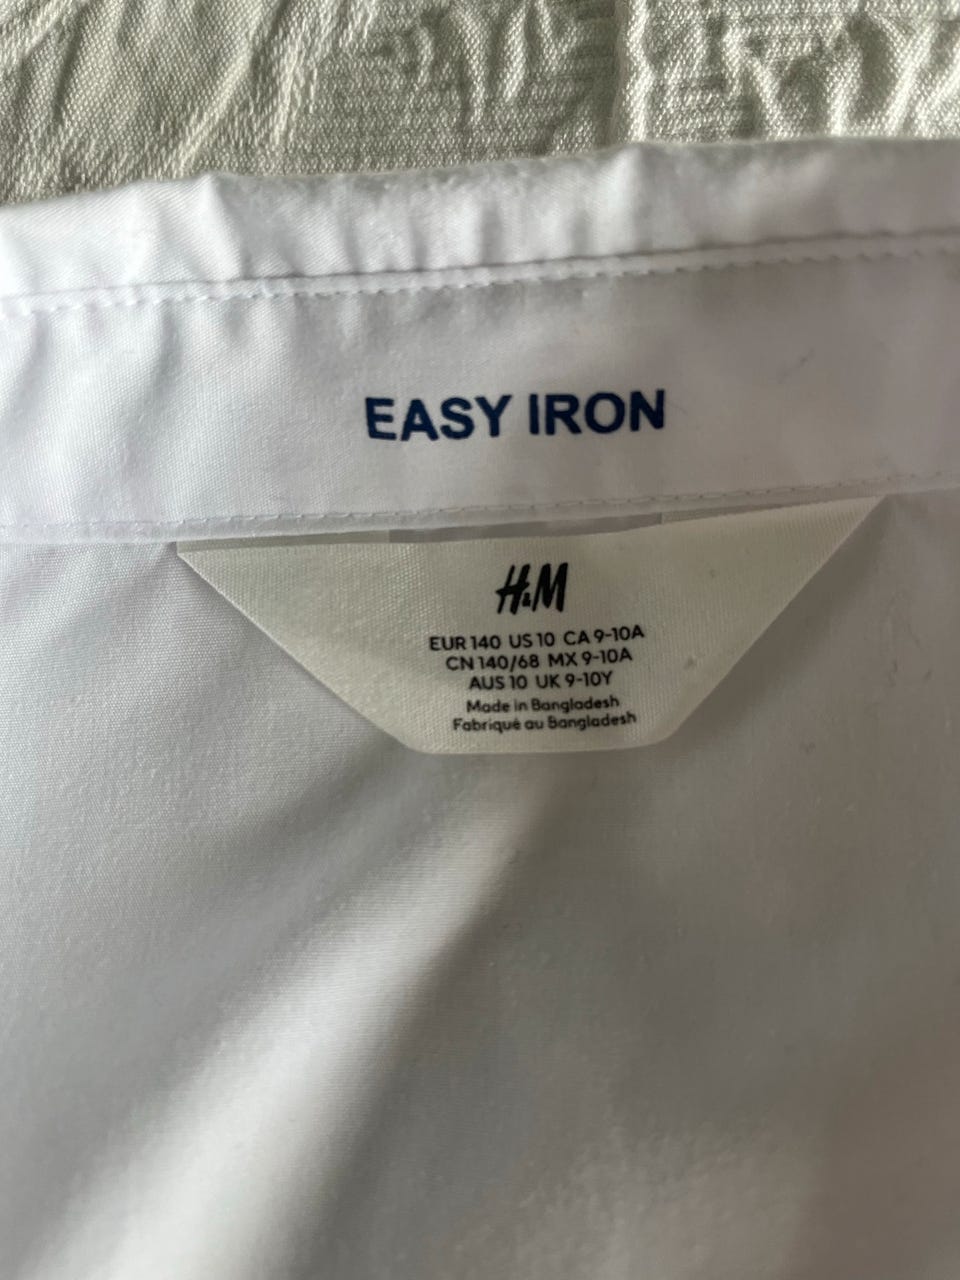 EASY IRON
H&M
EUR 140 US 10 CA 9-10A
CN 140/68 MX 9-10A
AUS 10 UK 9-10Y
Made in Bangladesh
Fabriqué au Bangladesh